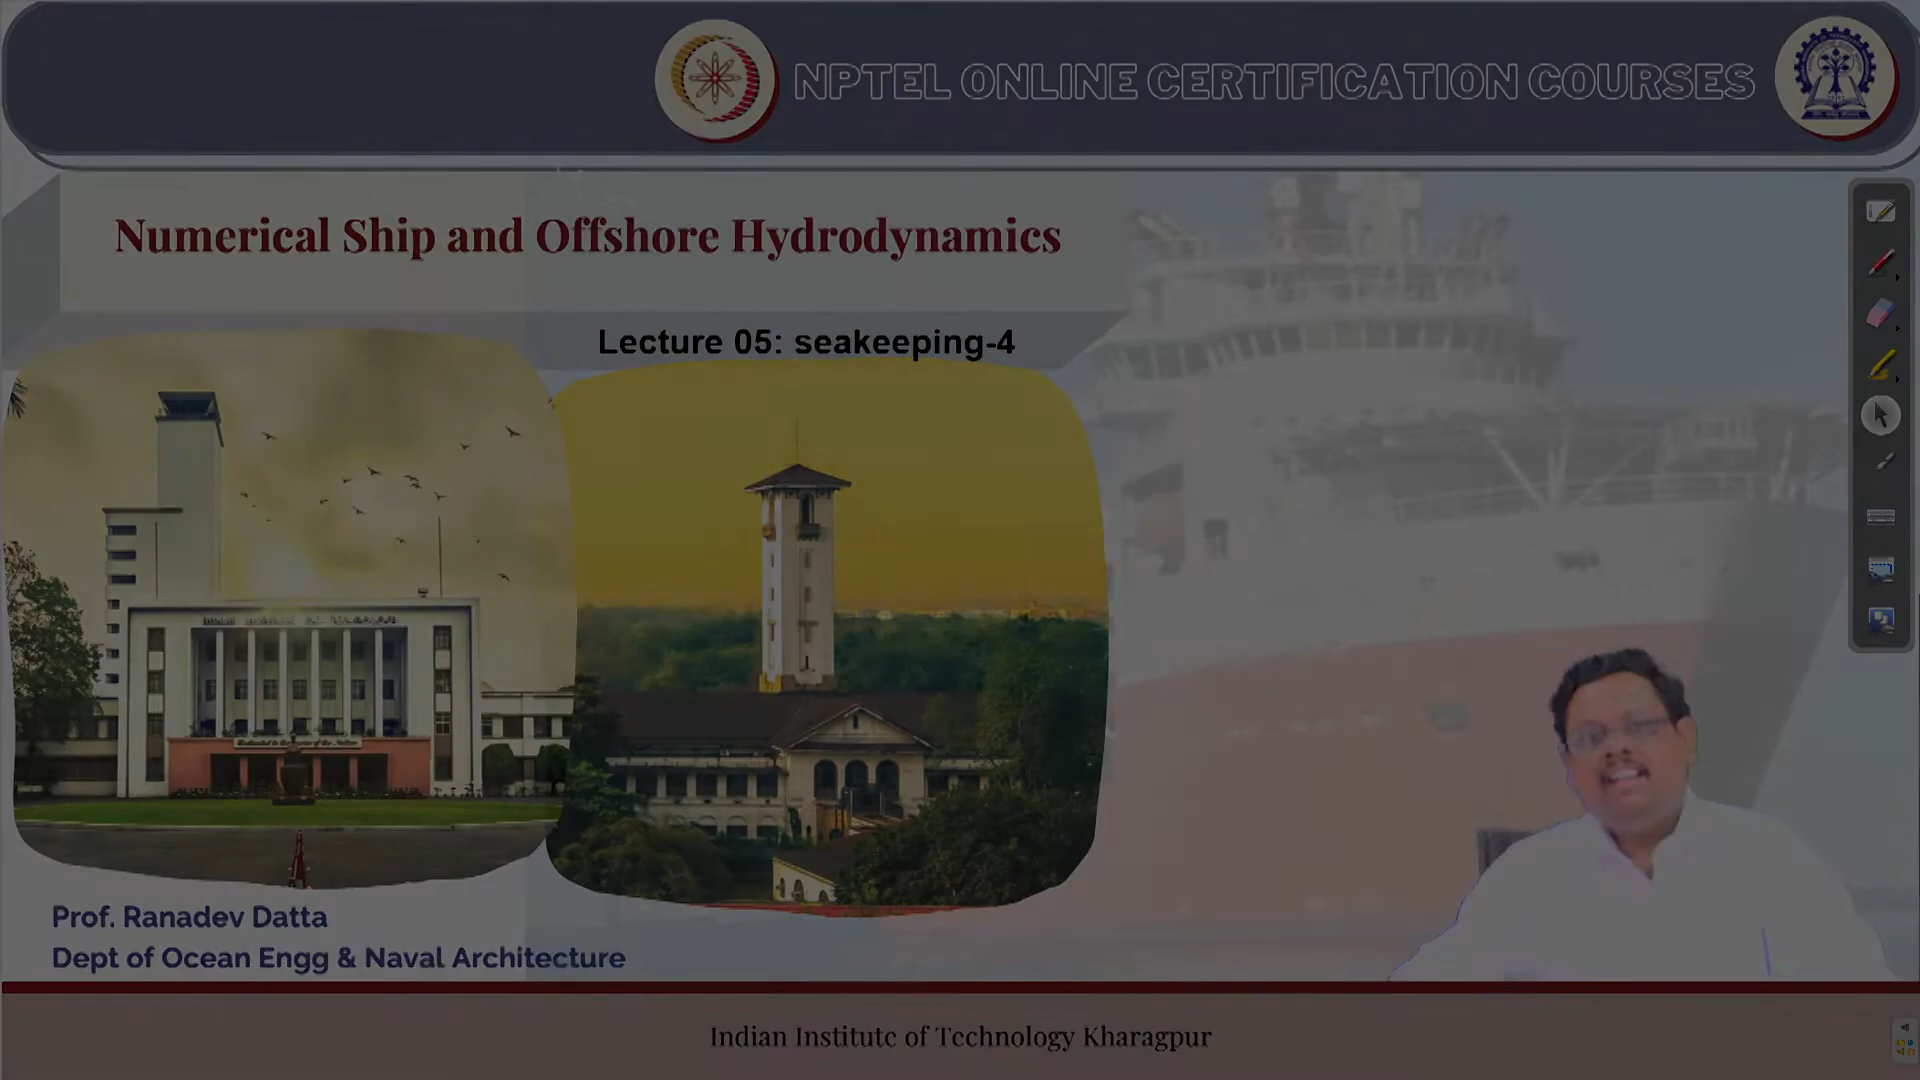 NPTEL ONLINE CERTIFICATION COURSES
Numerical Ship and Offshore Hydrodynamics
Lecture 05: seakeeping-4
Prof. Ranadev Datta
Dept of Ocean Engg & Naval Architecture
Indian Institute of Technology Kharagpur